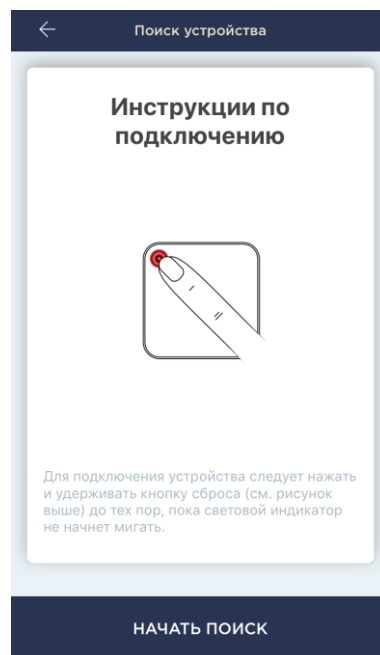 Поиск устройства
Инструкции по
подключению
Для подключения устройства следует нажать
и удерживать кнопку сброса (см. рисунок
выше) до тех пор, пока световой индикатор
не начнет мигать.
НАЧАТЬ ПОИСК